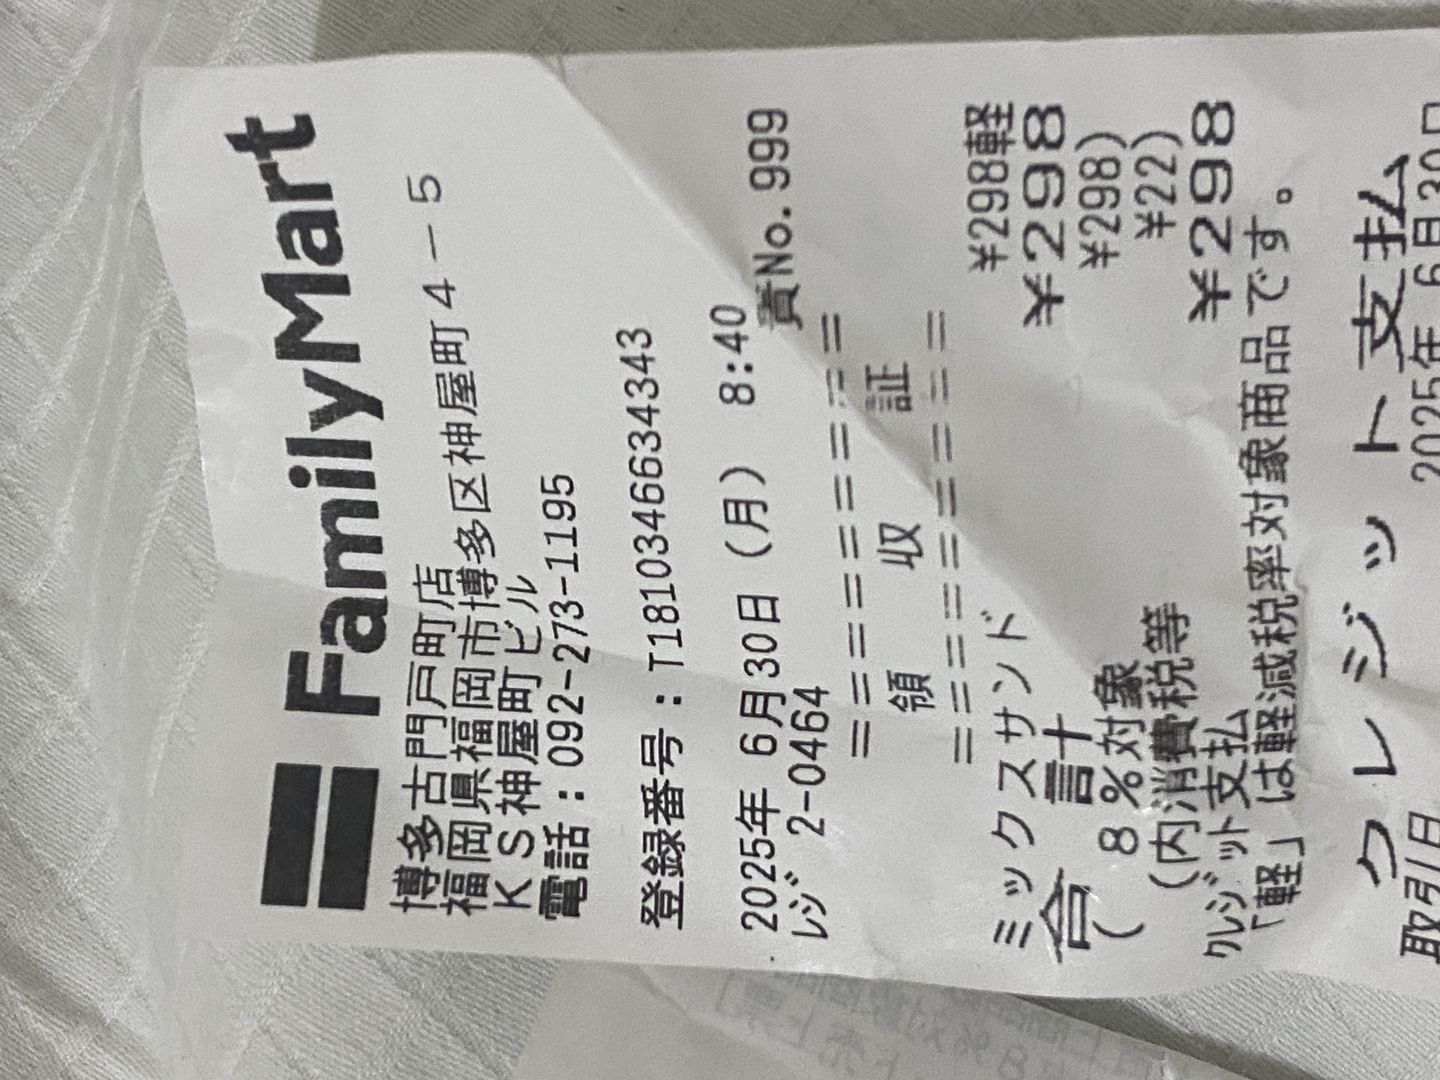 FamilyMart
博多古門戸町店
福岡県福岡市博多区神屋町4-5
KS神屋町ビル
電話:092-273-1195
登録番号:T1810346634343
2025年 6月30日(月) 8:40
レジ 2-0464 責No.999
==========
領 収 証
==========
ミックスサンド ¥298軽
合 計 ¥298
( 8%対象 ¥298)
(内消費税等 ¥22)
クレジット支払 ¥298
「軽」は軽減税率対象商品です。
クレジット支払
取引日 2025年 6月30日